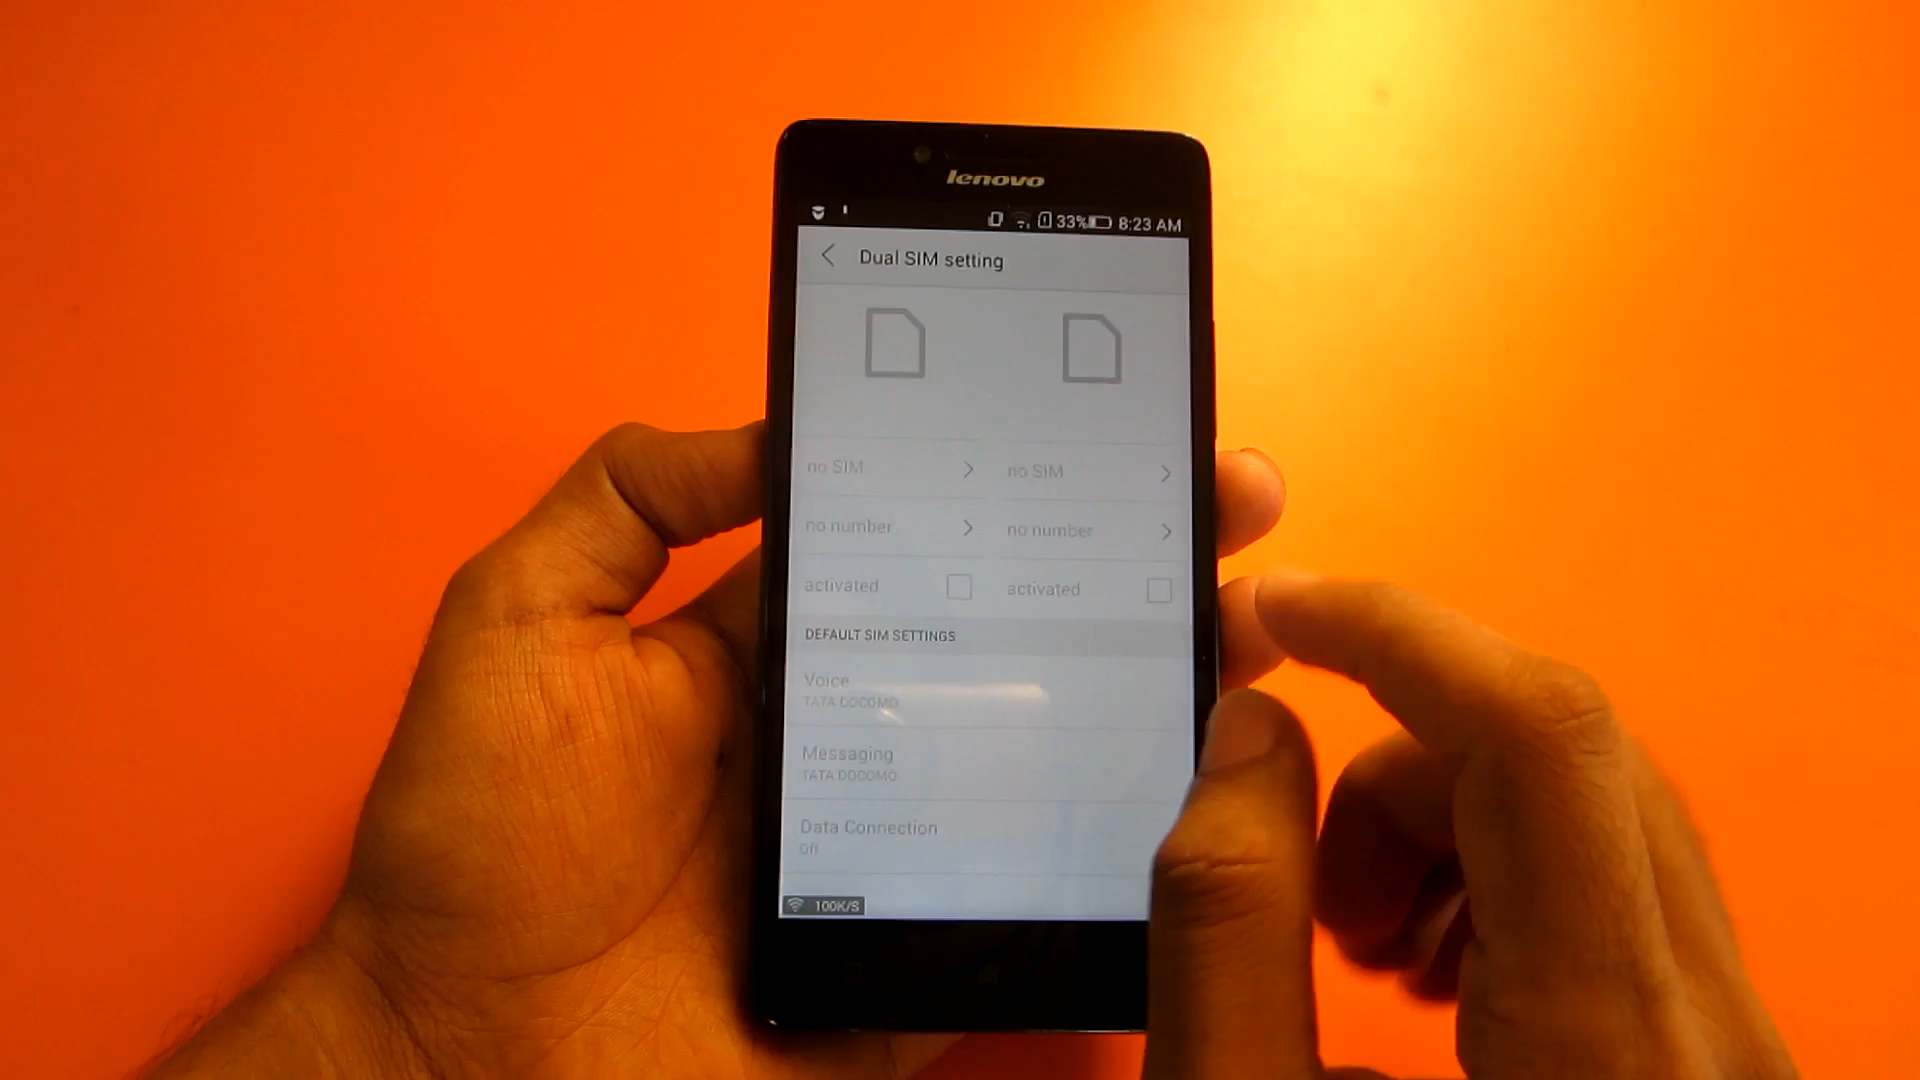 lenovo
33% 8:23 AM
Dual SIM setting
no SIM
no SIM
no number
no number
activated
activated
DEFAULT SIM SETTINGS
Voice
TATA DOCOMO
Messaging
TATA DOCOMO
Data Connection
Off
100K/S